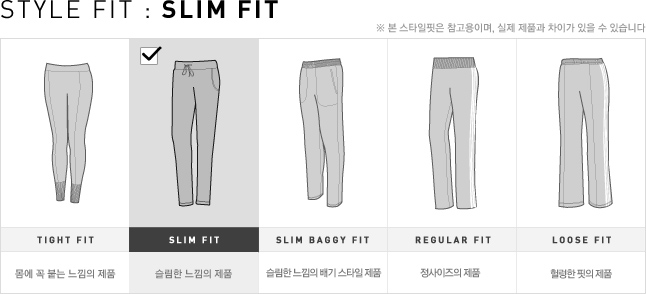 STYLE FIT : SLIM FIT
※ 본 스타일핏은 참고용이며, 실제 제품과 차이가 있을 수 있습니다
TIGHT FIT
SLIM FIT
SLIM BAGGY FIT
REGULAR FIT
LOOSE FIT
몸에 꼭 붙는 느낌의 제품
슬림한 느낌의 제품
슬림한 느낌의 배기 스타일 제품
정사이즈의 제품
헐렁한 핏의 제품